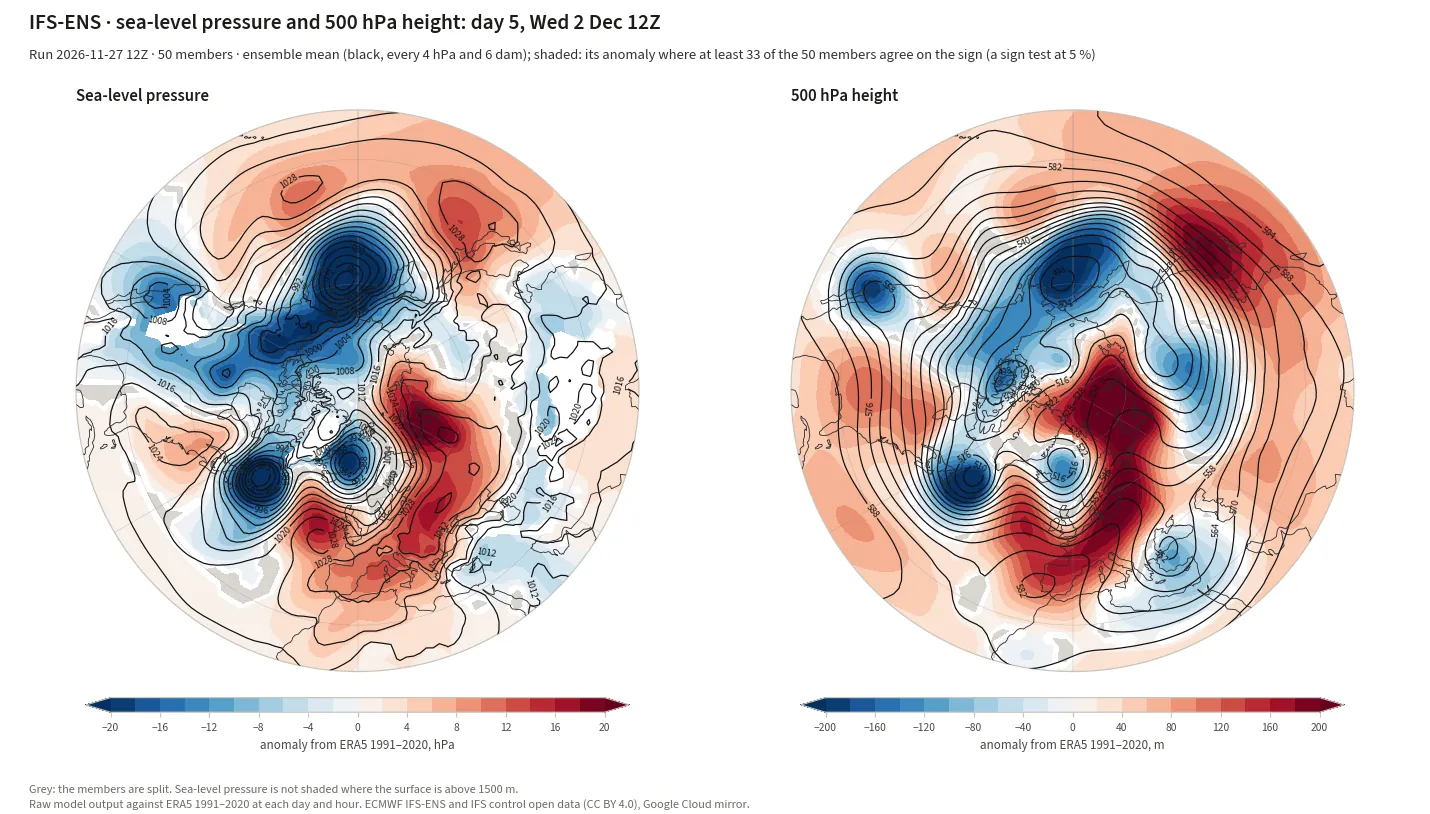 IFS-ENS · sea-level pressure and 500 hPa height: day 5, Wed 2 Dec 12Z
Run 2026-11-27 12Z · 50 members · ensemble mean (black, every 4 hPa and 6 dam); shaded: its anomaly where at least 33 of the 50 members agree on the sign (a sign test at 5 %)
Sea-level pressure
500 hPa height
−20 −16 −12 −8 −4 0 4 8 12 16 20
anomaly from ERA5 1991–2020, hPa
−200 −160 −120 −80 −40 0 40 80 120 160 200
anomaly from ERA5 1991–2020, m
Grey: the members are split. Sea-level pressure is not shaded where the surface is above 1500 m.
Raw model output against ERA5 1991–2020 at each day and hour. ECMWF IFS-ENS and IFS control open data (CC BY 4.0), Google Cloud mirror.